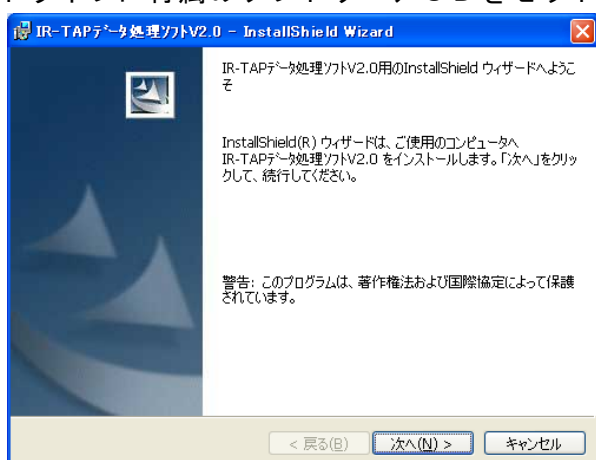 IR-TAPﾃﾞｰﾀ処理ｿﾌﾄV2.0 - InstallShield Wizard
IR-TAPﾃﾞｰﾀ処理ｿﾌﾄV2.0用のInstallShield ウィザードへようこ
そ
InstallShield(R) ウィザードは、ご使用のコンピュータへ
IR-TAPﾃﾞｰﾀ処理ｿﾌﾄV2.0 をインストールします。「次へ」をクリッ
クして、続行してください。
警告: このプログラムは、著作権法および国際協定によって保護
されています。
< 戻る(B) 次へ(N) > キャンセル